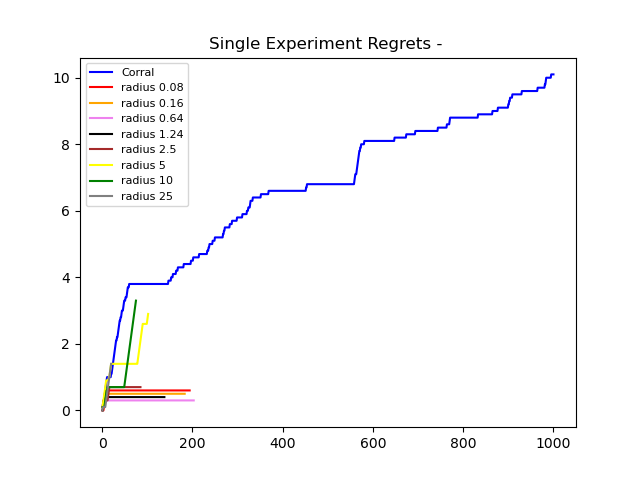 Single Experiment Regrets -
Corral
radius 0.08
radius 0.16
radius 0.64
radius 1.24
radius 2.5
radius 5
radius 10
radius 25
10
8
6
4
2
0
0 200 400 600 800 1000